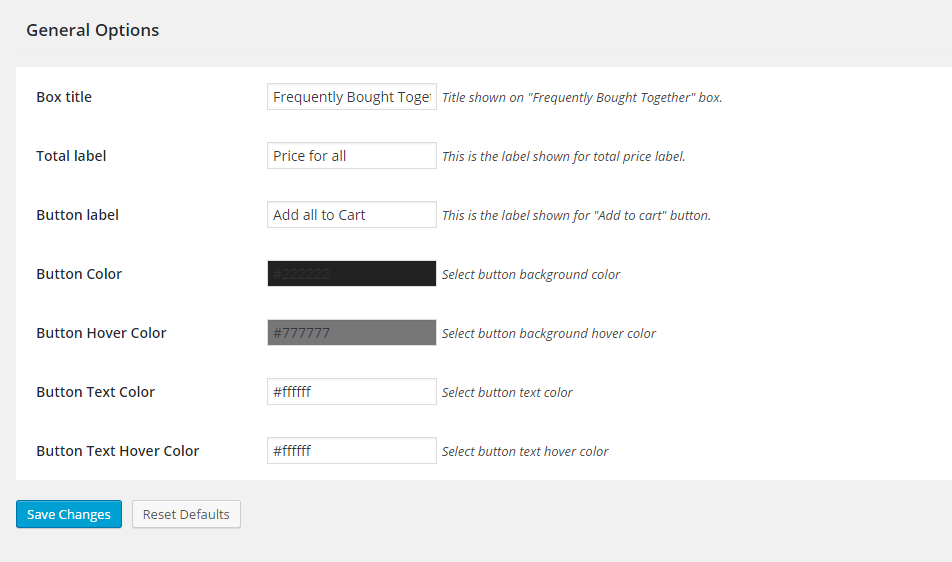 General Options
Box title Frequently Bought Toget Title shown on "Frequently Bought Together" box.
Total label Price for all This is the label shown for total price label.
Button label Add all to Cart This is the label shown for "Add to cart" button.
Button Color #222222 Select button background color
Button Hover Color #777777 Select button background hover color
Button Text Color #ffffff Select button text color
Button Text Hover Color #ffffff Select button text hover color
Save Changes Reset Defaults